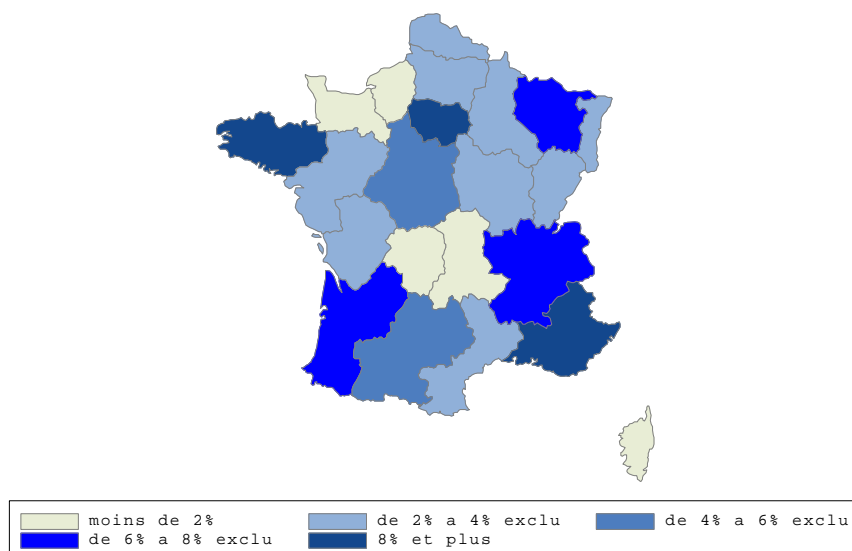 moins de 2% de 2% a 4% exclu de 4% a 6% exclu
de 6% a 8% exclu 8% et plus